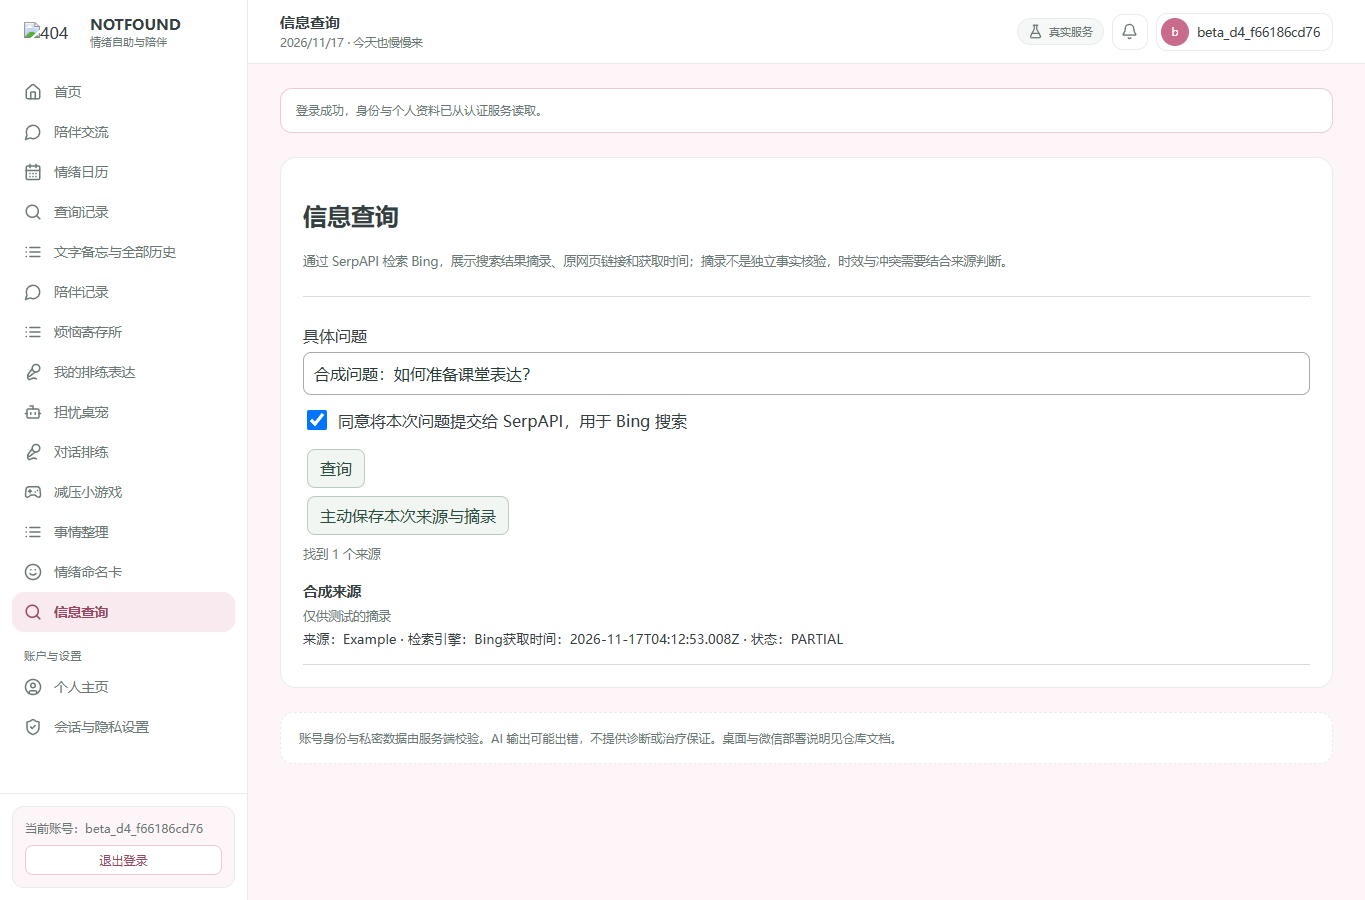 404
NOTFOUND
情绪自助与陪伴
首页
陪伴交流
情绪日历
查询记录
文字备忘与全部历史
陪伴记录
烦恼寄存所
我的排练表达
担忧桌宠
对话排练
减压小游戏
事情整理
情绪命名卡
信息查询
账户与设置
个人主页
会话与隐私设置
当前账号：beta_d4_f66186cd76
退出登录
信息查询
2026/11/17 · 今天也慢慢来
真实服务
b
beta_d4_f66186cd76
登录成功，身份与个人资料已从认证服务读取。
信息查询
通过 SerpAPI 检索 Bing，展示搜索结果摘录、原网页链接和获取时间；摘录不是独立事实核验，时效与冲突需要结合来源判断。
具体问题
合成问题：如何准备课堂表达？
同意将本次问题提交给 SerpAPI，用于 Bing 搜索
查询
主动保存本次来源与摘录
找到 1 个来源
合成来源
仅供测试的摘录
来源：Example · 检索引擎：Bing获取时间：2026-11-17T04:12:53.008Z · 状态：PARTIAL
账号身份与私密数据由服务端校验。AI 输出可能出错，不提供诊断或治疗保证。桌面与微信部署说明见仓库文档。